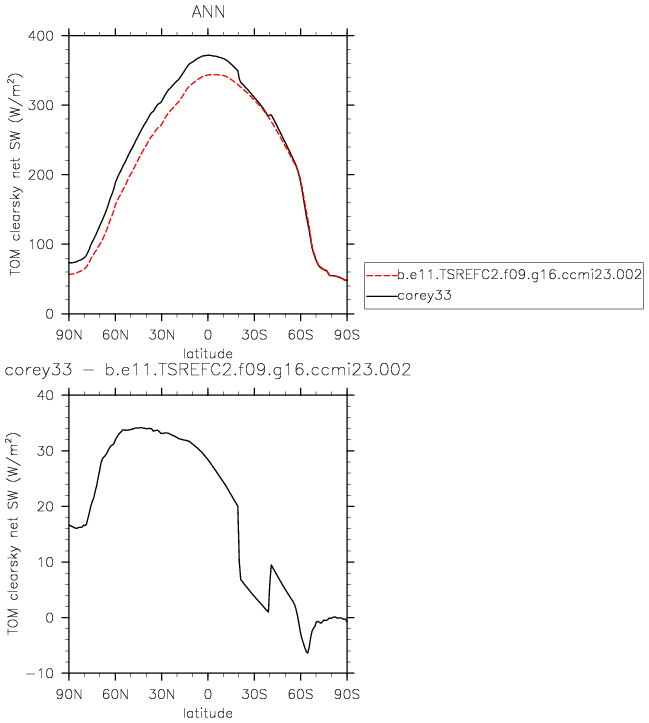 ANN
TOM clearsky net SW (W/m²)
400
300
200
100
0
90N 60N 30N 0 30S 60S 90S
latitude
b.e11.TSREFC2.f09.g16.ccmi23.002
corey33
corey33 − b.e11.TSREFC2.f09.g16.ccmi23.002
TOM clearsky net SW (W/m²)
40
30
20
10
0
−10
90N 60N 30N 0 30S 60S 90S
latitude